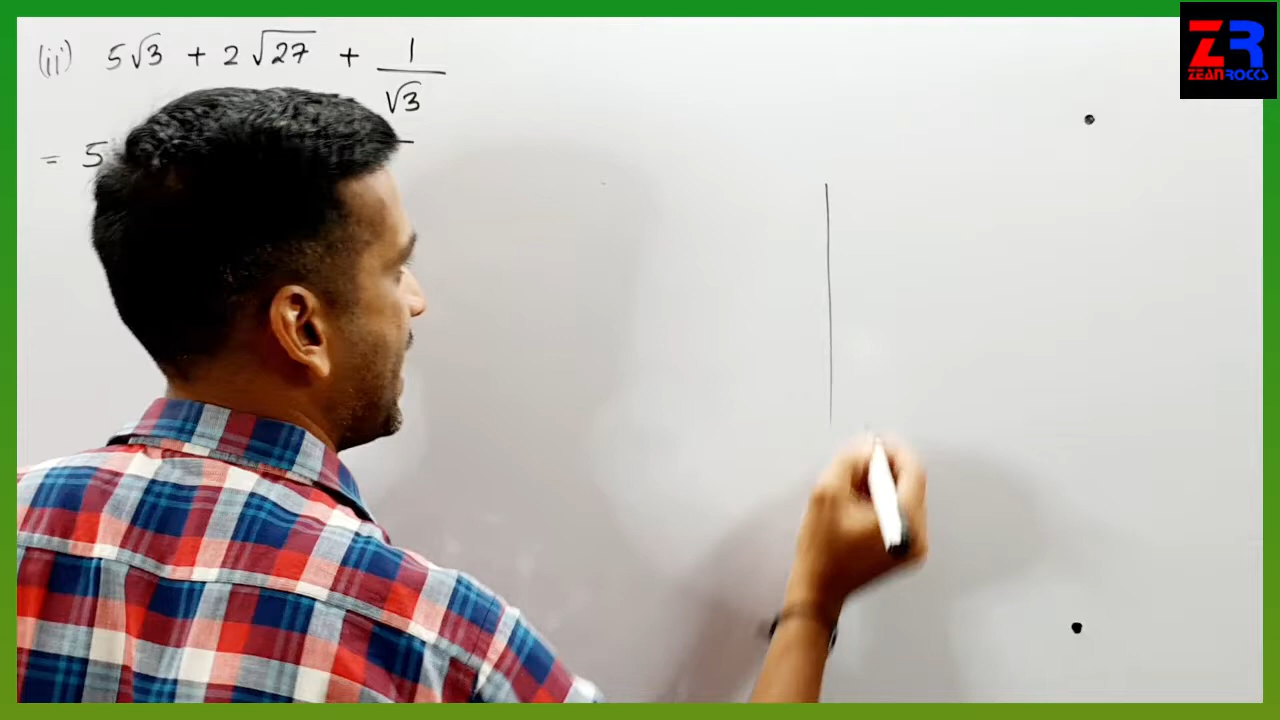 (ii) 5√3 + 2√27 + 1/√3
= 5
ZR
ZEANROCKS